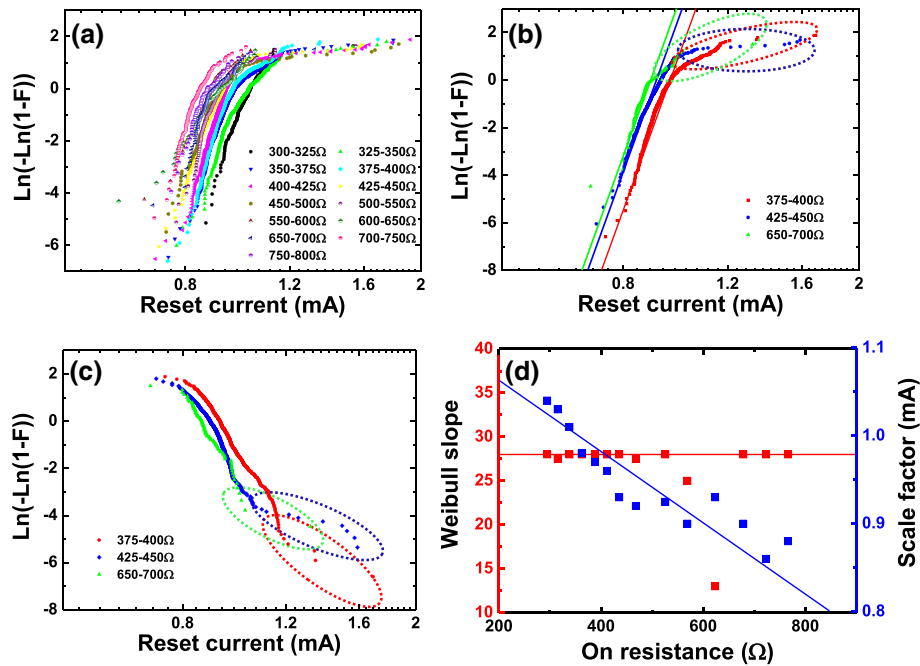 (a)
Ln(-Ln(1-F))
2
0
-2
-4
-6
300-325Ω 325-350Ω
350-375Ω 375-400Ω
400-425Ω 425-450Ω
450-500Ω 500-550Ω
550-600Ω 600-650Ω
650-700Ω 700-750Ω
750-800Ω
0.8 1.2 1.6 2
Reset current (mA)
(b)
Ln(-Ln(1-F))
2
0
-2
-4
-6
-8
375-400Ω
425-450Ω
650-700Ω
0.8 1.2 1.6 2
Reset current (mA)
(c)
Ln(-Ln(1-F))
2
0
-2
-4
-6
-8
375-400Ω
425-450Ω
650-700Ω
0.8 1.2 1.6 2
Reset current (mA)
(d)
Weibull slope
40
35
30
25
20
15
10
Scale factor (mA)
1.1
1.0
0.9
0.8
200 400 600 800
On resistance (Ω)